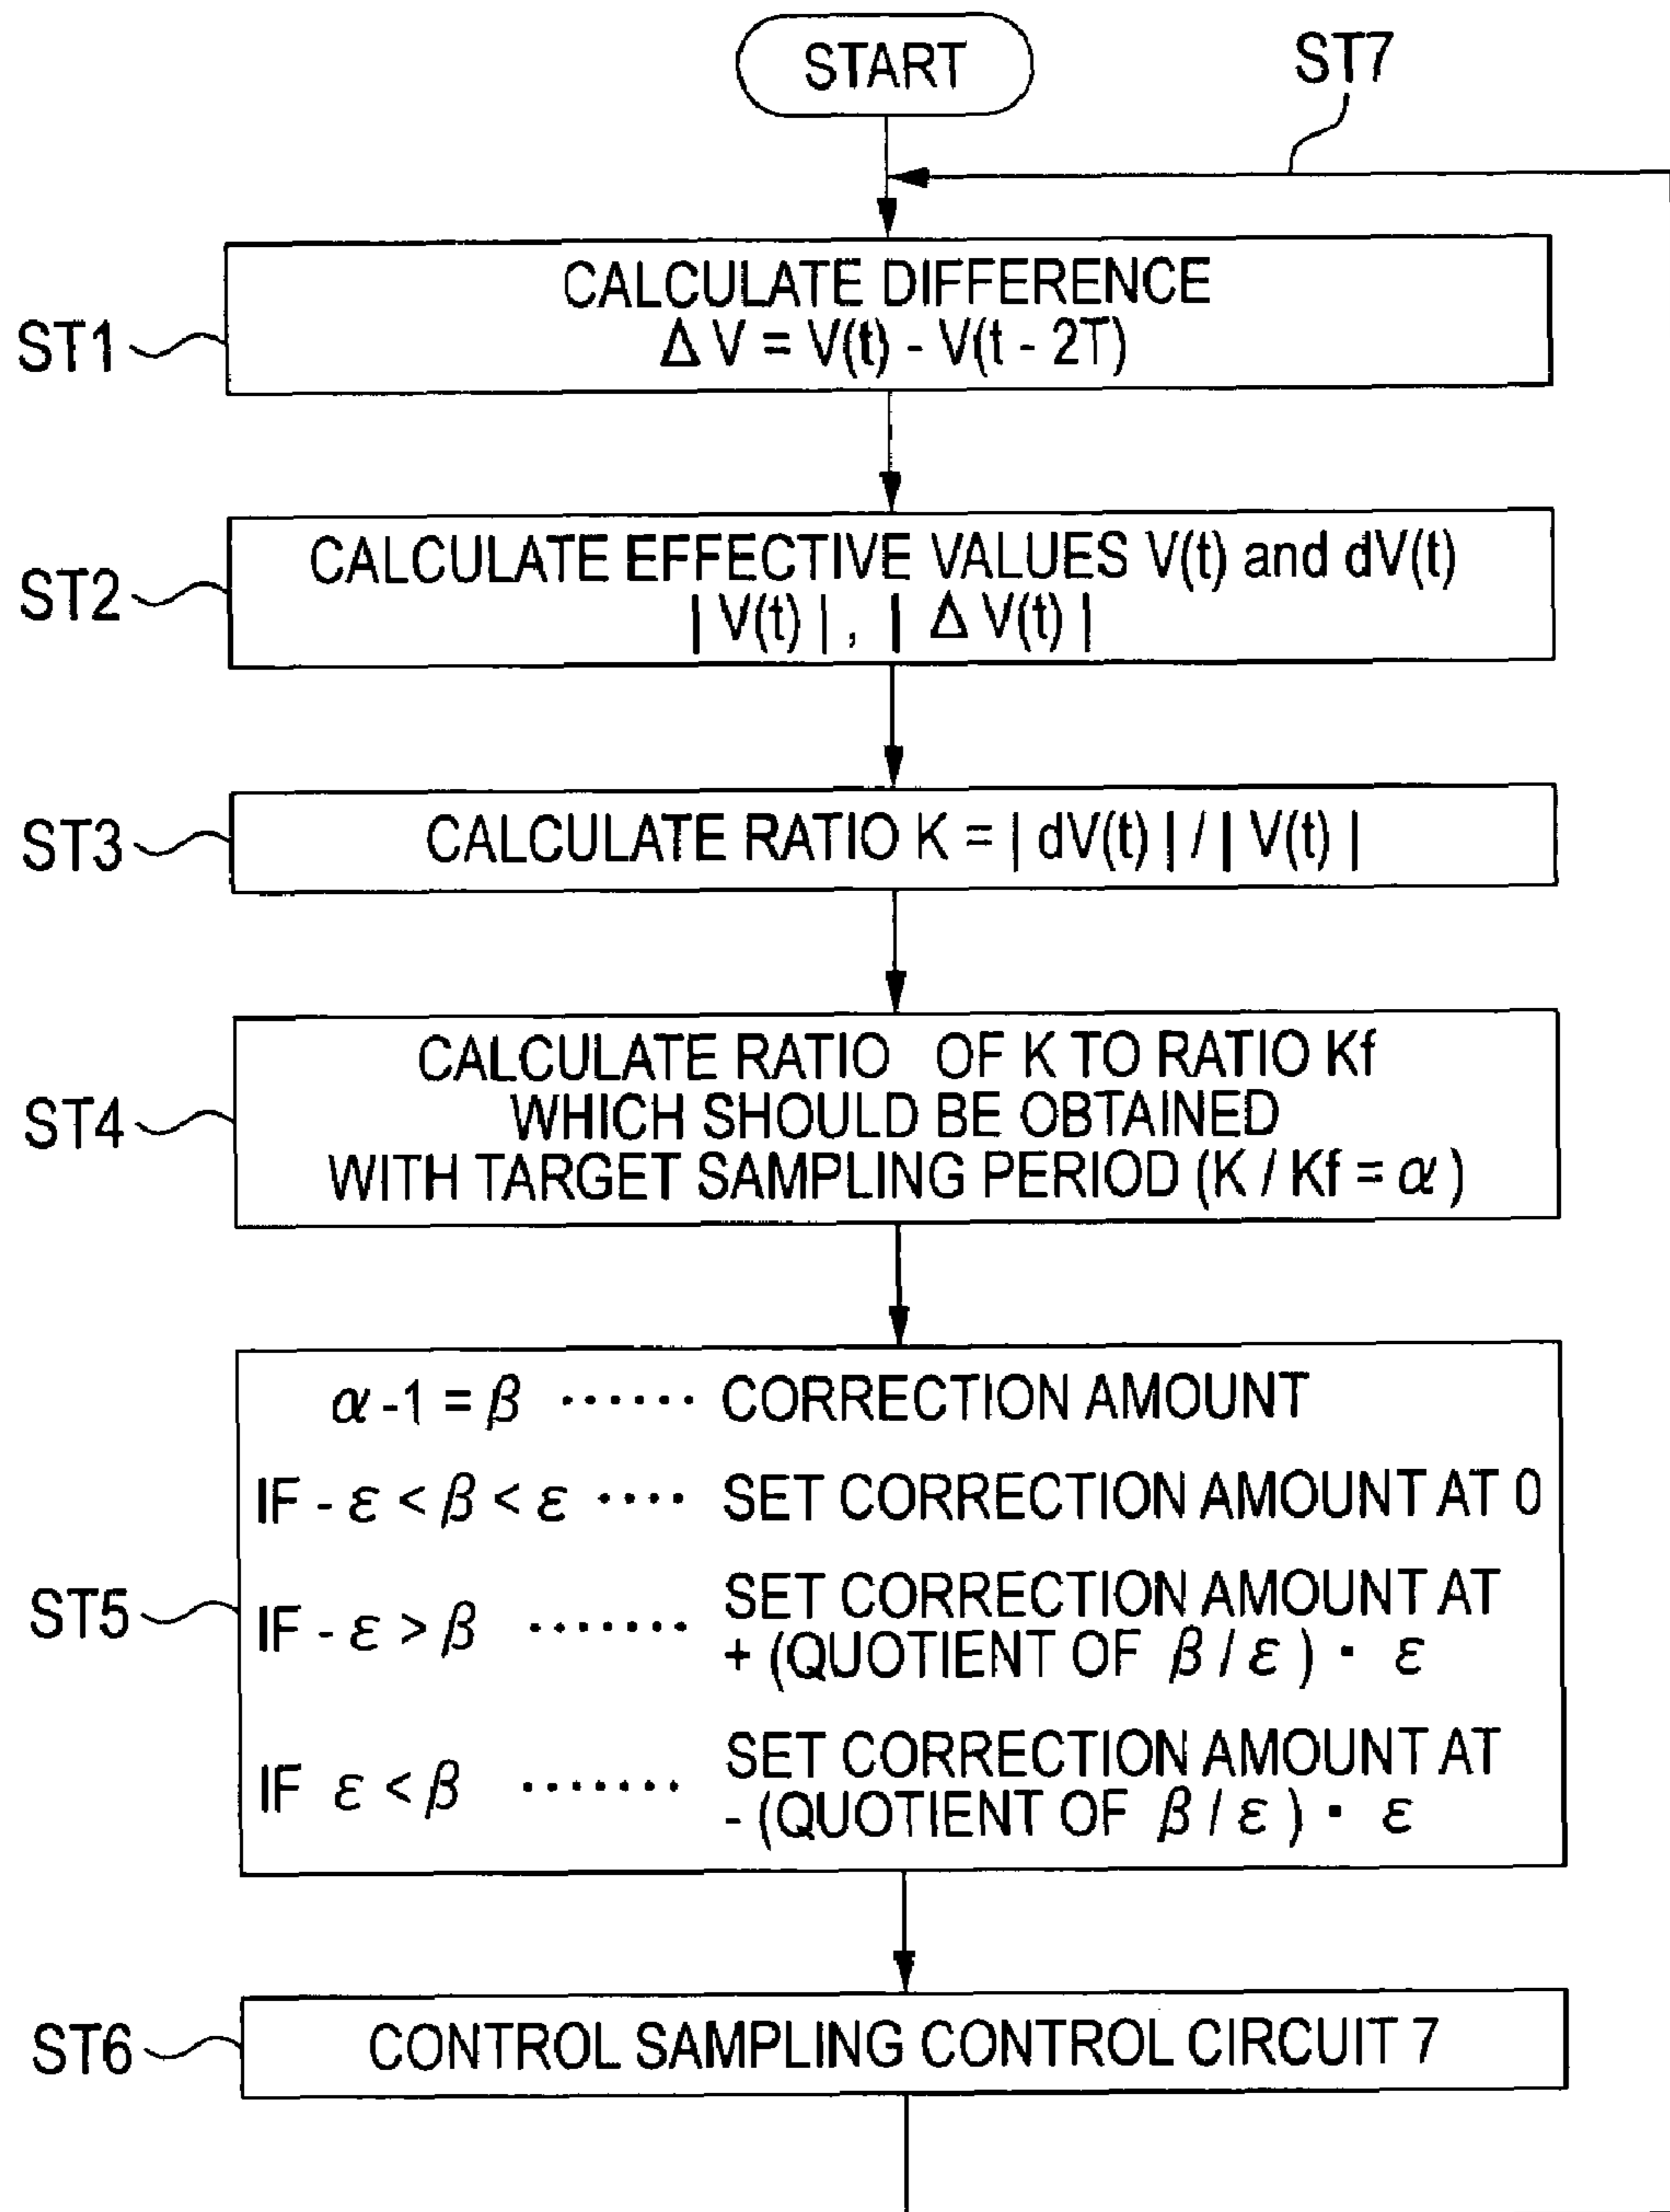 START
ST7
CALCULATE DIFFERENCE
Δ V = V(t) - V(t - 2T)
ST1
CALCULATE EFFECTIVE VALUES V(t) and dV(t)
| V(t) | , | Δ V(t) |
ST2
CALCULATE RATIO K = | dV(t) | / | V(t) |
ST3
CALCULATE RATIO OF K TO RATIO Kf
WHICH SHOULD BE OBTAINED
WITH TARGET SAMPLING PERIOD (K / Kf = α )
ST4
α -1 = β ······ CORRECTION AMOUNT
IF - ε < β < ε ···· SET CORRECTION AMOUNT AT 0
IF - ε > β ······· SET CORRECTION AMOUNT AT
+ (QUOTIENT OF β / ε ) · ε
ST5
IF ε < β ······· SET CORRECTION AMOUNT AT
- (QUOTIENT OF β / ε ) · ε
ST6
CONTROL SAMPLING CONTROL CIRCUIT 7